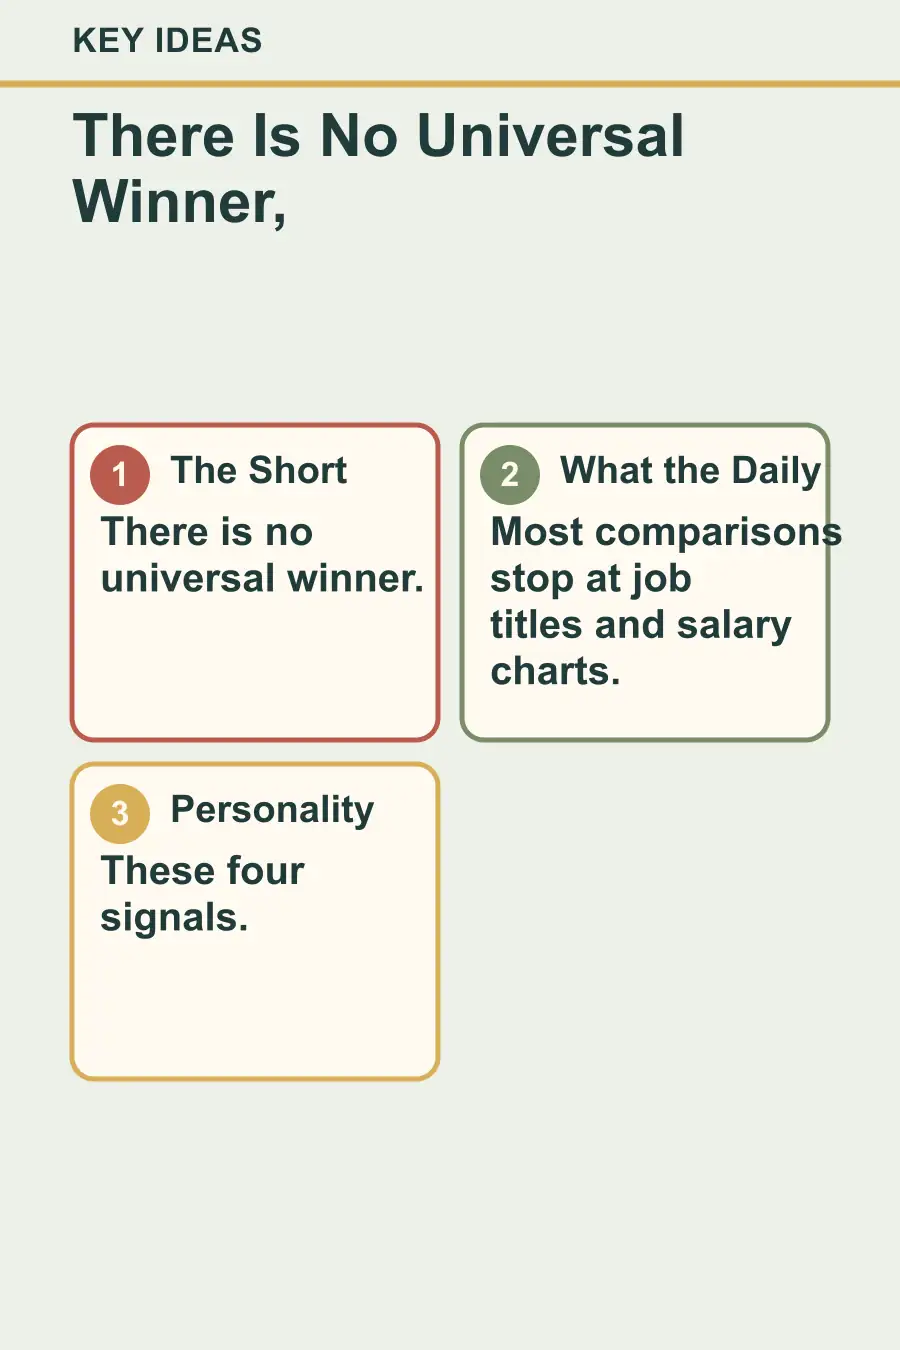 KEY IDEAS
There Is No Universal
Winner,
1
The Short
There is no
universal winner.
2
What the Daily
Most comparisons
stop at job
titles and salary
charts.
3
Personality
These four
signals.